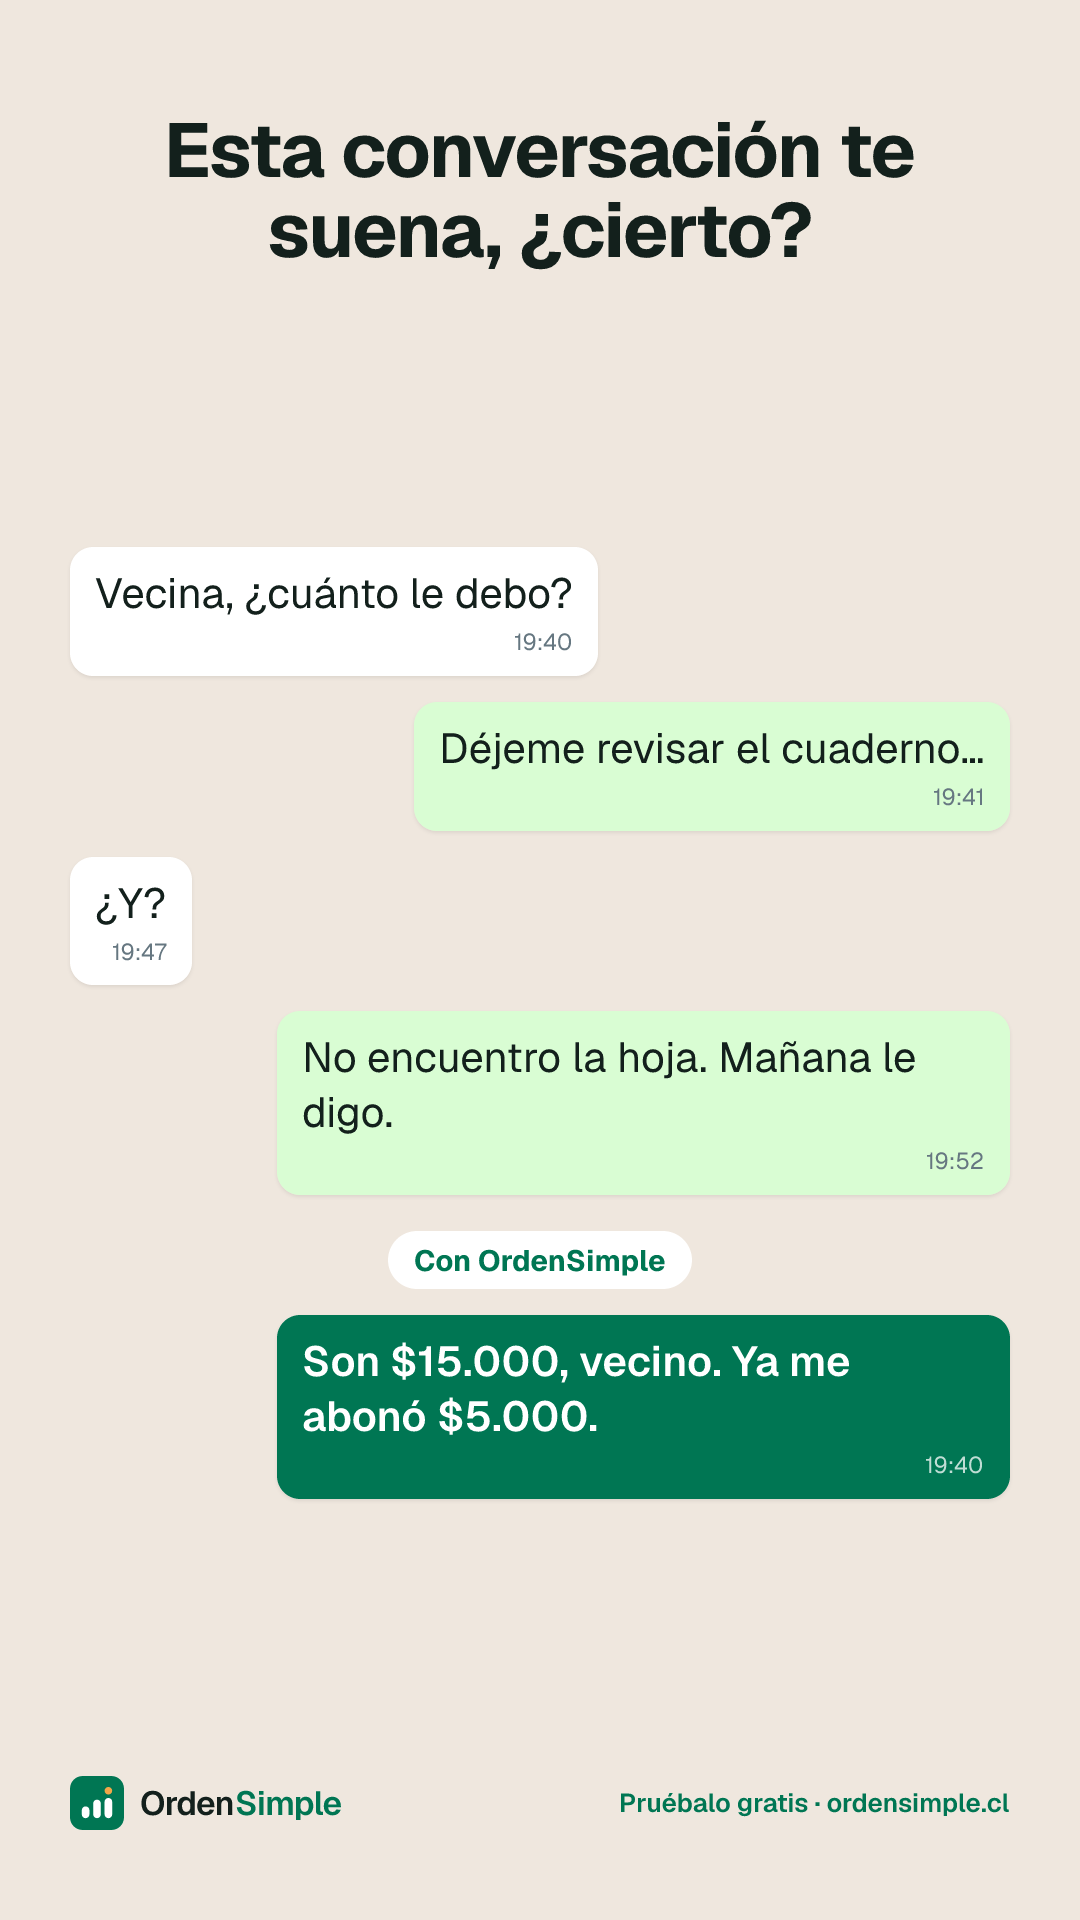 Esta conversación te
suena, ¿cierto?
Vecina, ¿cuánto le debo?
19:40
Déjeme revisar el cuaderno...
19:41
¿Y?
19:47
No encuentro la hoja. Mañana le
digo.
19:52
Con OrdenSimple
Son $15.000, vecino. Ya me
abonó $5.000.
19:40
OrdenSimple
Pruébalo gratis · ordensimple.cl